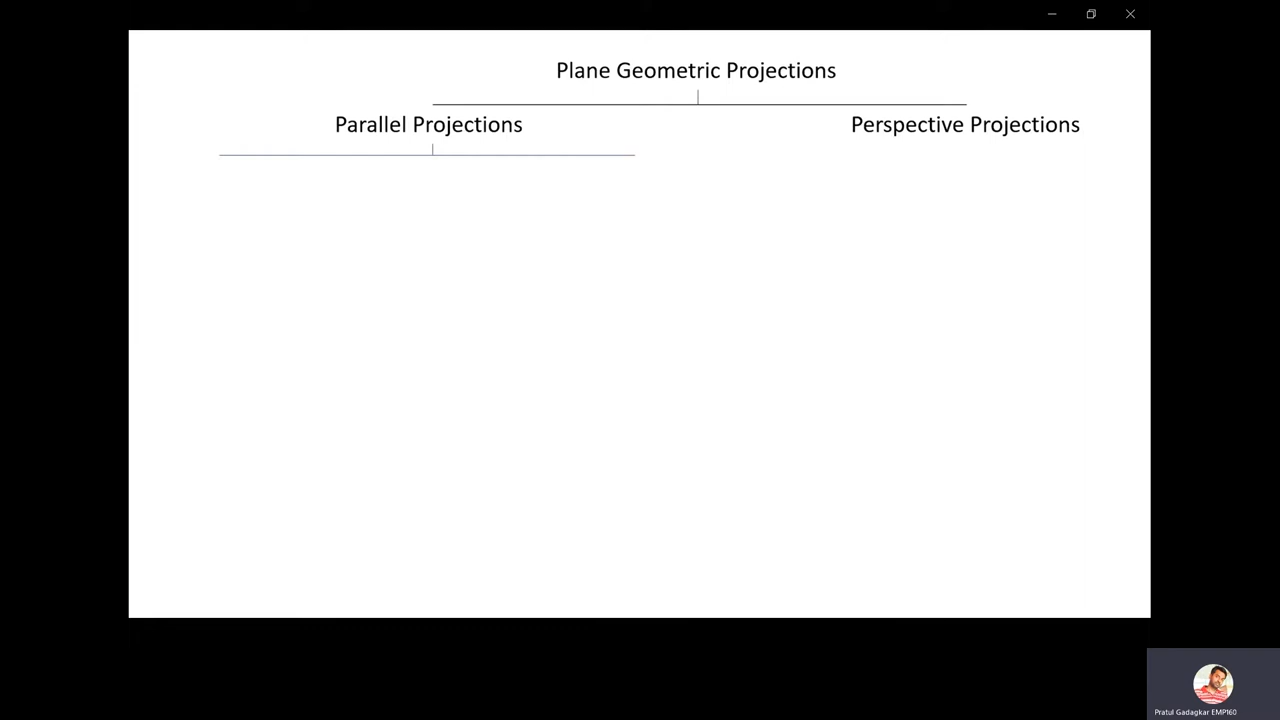 Plane Geometric Projections
Parallel Projections
Perspective Projections
Pratul Gadagkar EMP160